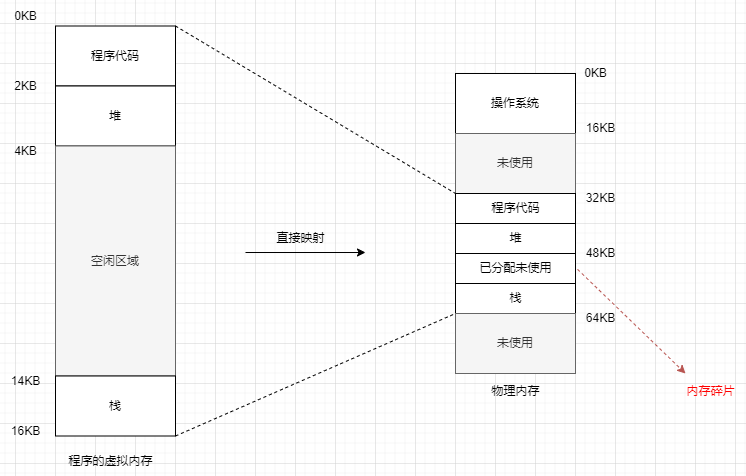 0KB
程序代码
2KB
堆
4KB
空闲区域
14KB
栈
16KB
程序的虚拟内存
直接映射
0KB
操作系统
16KB
未使用
32KB
程序代码
堆
48KB
已分配未使用
栈
64KB
未使用
物理内存
内存碎片